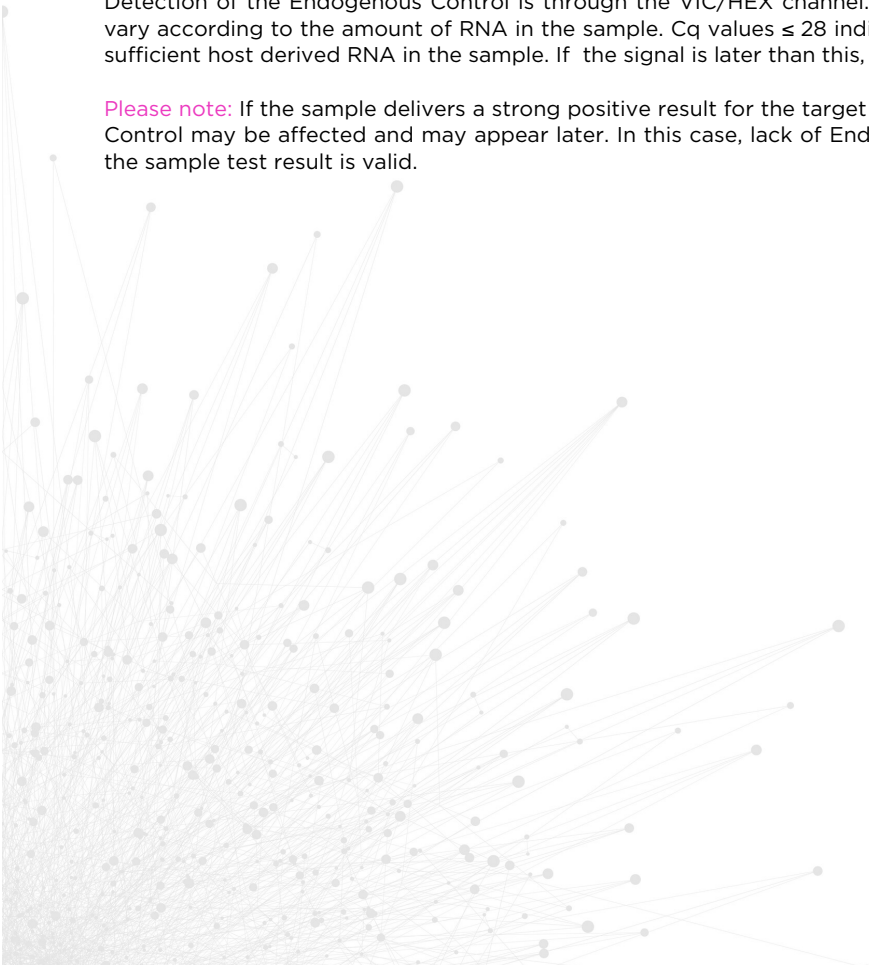 Detection of the Endogenous Control is through the VIC/HEX channel.
vary according to the amount of RNA in the sample. Cq values ≤ 28 indi
sufficient host derived RNA in the sample. If the signal is later than this,
Please note: If the sample delivers a strong positive result for the target
Control may be affected and may appear later. In this case, lack of End
the sample test result is valid.